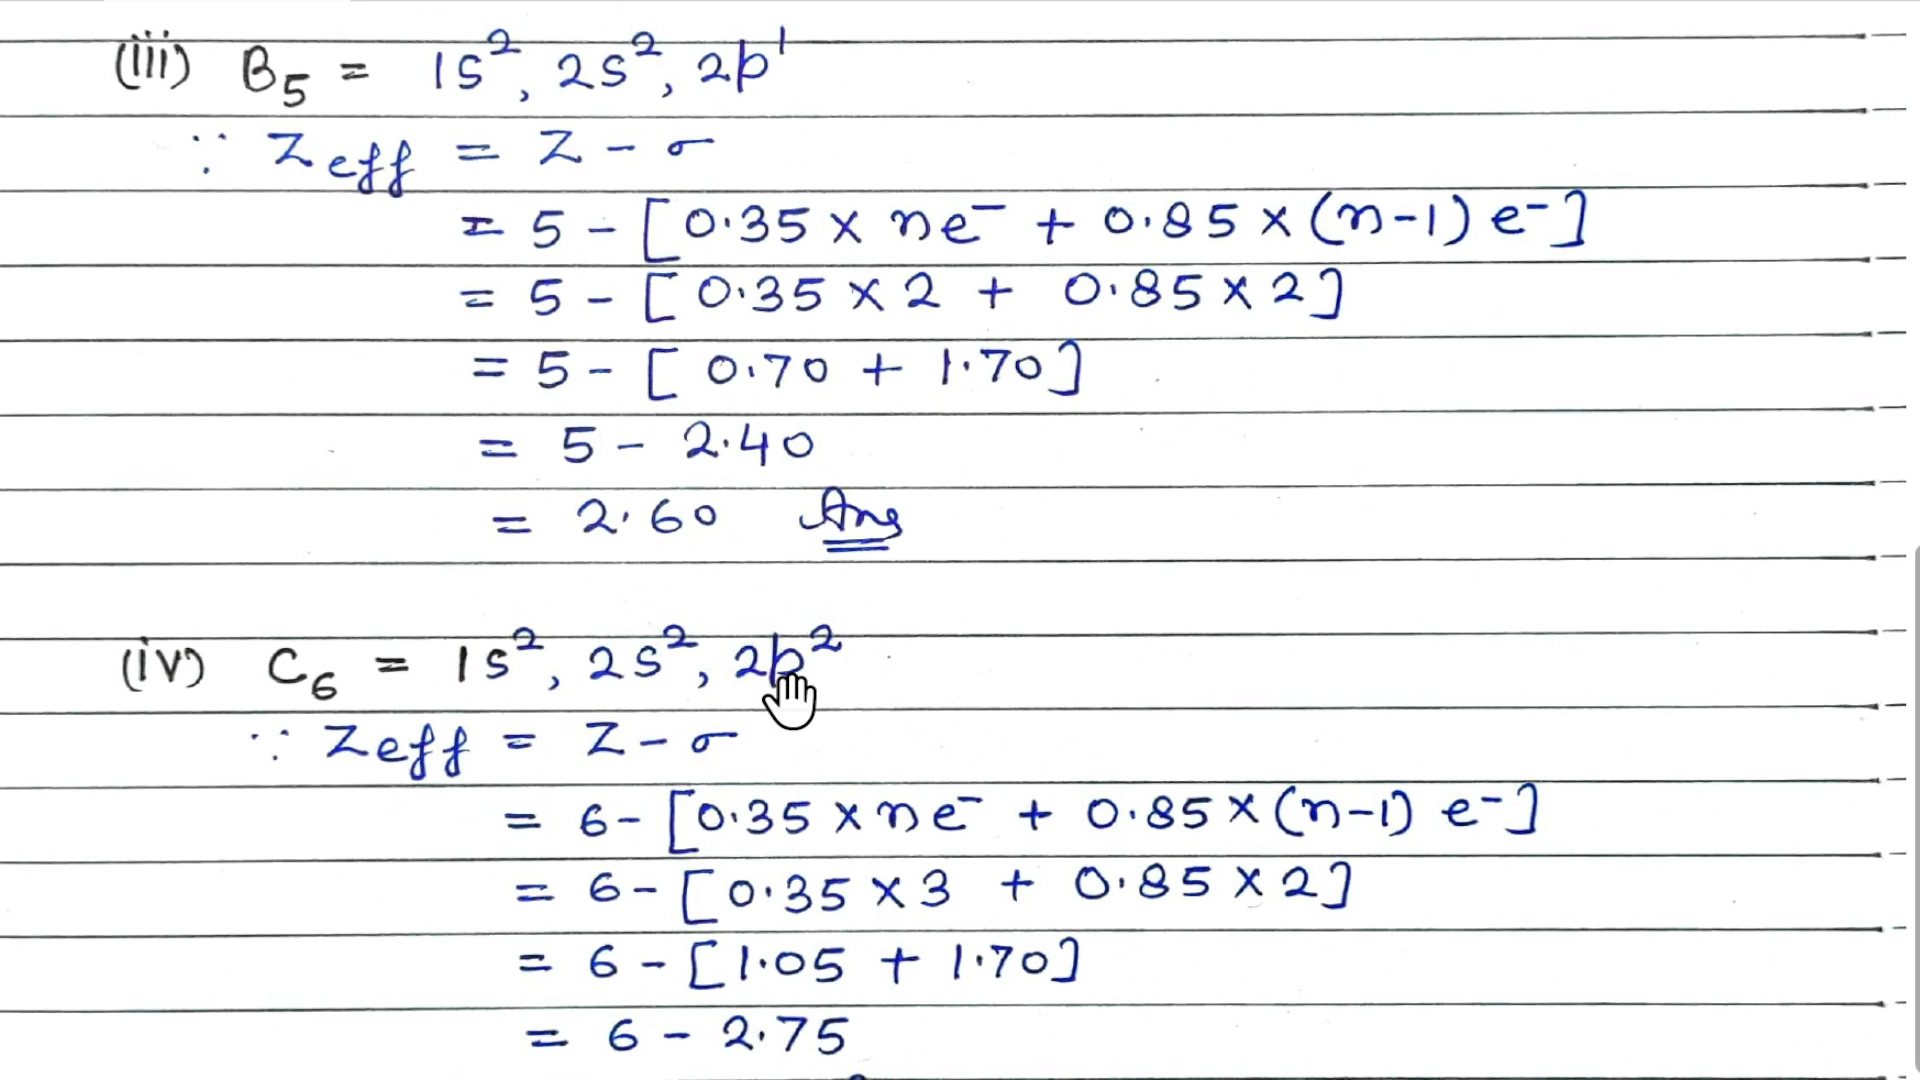 (iii) B₅ = 1s², 2s², 2p¹
∵ Zeff = Z - σ
= 5 - [0.35 × ne⁻ + 0.85 × (n-1) e⁻]
= 5 - [0.35 × 2 + 0.85 × 2]
= 5 - [0.70 + 1.70]
= 5 - 2.40
= 2.60 Ans
(iv) C₆ = 1s², 2s², 2p²
∵ Zeff = Z - σ
= 6 - [0.35 × ne⁻ + 0.85 × (n-1) e⁻]
= 6 - [0.35 × 3 + 0.85 × 2]
= 6 - [1.05 + 1.70]
= 6 - 2.75